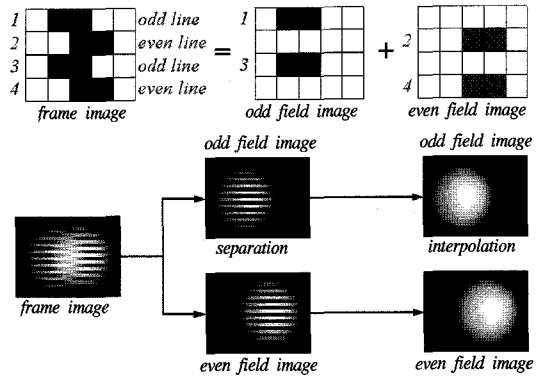 1 odd line
2 even line
3 odd line
4 even line
frame image
=
1
3
odd field image
+
2
4
even field image
odd field image
separation
odd field image
interpolation
frame image
even field image
even field image